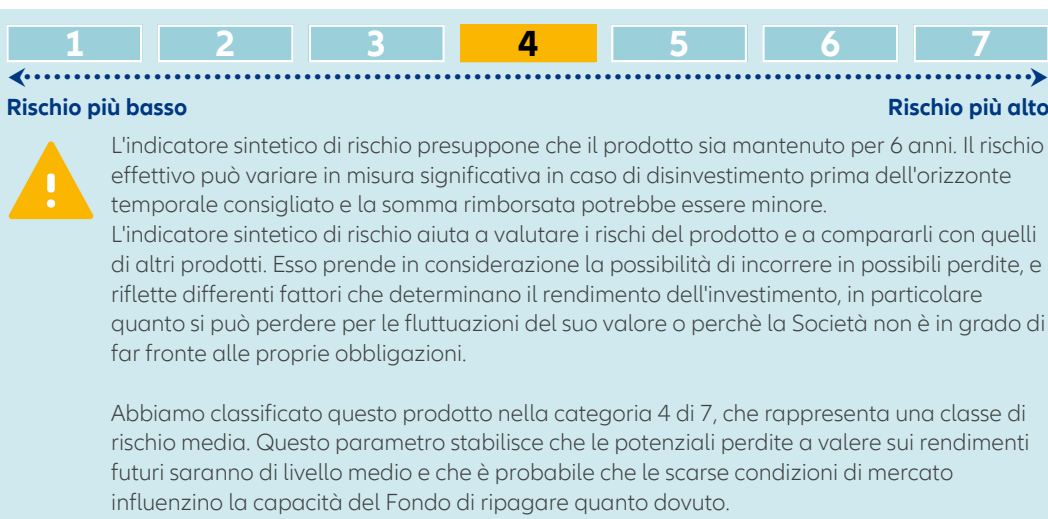 1 2 3 4 5 6 7
Rischio più basso Rischio più alto
L'indicatore sintetico di rischio presuppone che il prodotto sia mantenuto per 6 anni. Il rischio
effettivo può variare in misura significativa in caso di disinvestimento prima dell'orizzonte
temporale consigliato e la somma rimborsata potrebbe essere minore.
L'indicatore sintetico di rischio aiuta a valutare i rischi del prodotto e a compararli con quelli
di altri prodotti. Esso prende in considerazione la possibilità di incorrere in possibili perdite, e
riflette differenti fattori che determinano il rendimento dell'investimento, in particolare
quanto si può perdere per le fluttuazioni del suo valore o perchè la Società non è in grado di
far fronte alle proprie obbligazioni.
Abbiamo classificato questo prodotto nella categoria 4 di 7, che rappresenta una classe di
rischio media. Questo parametro stabilisce che le potenziali perdite a valere sui rendimenti
futuri saranno di livello medio e che è probabile che le scarse condizioni di mercato
influenzino la capacità del Fondo di ripagare quanto dovuto.